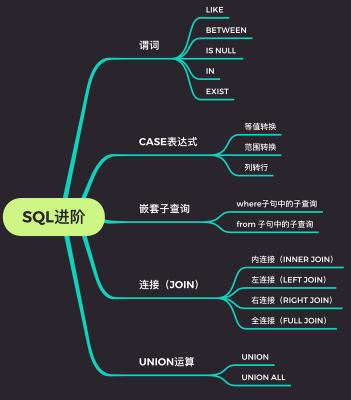 SQL进阶
谓词
LIKE
BETWEEN
IS NULL
IN
EXIST
CASE表达式
等值转换
范围转换
列转行
嵌套子查询
where子句中的子查询
from 子句中的子查询
连接（JOIN）
内连接（INNER JOIN）
左连接（LEFT JOIN）
右连接（RIGHT JOIN）
全连接（FULL JOIN）
UNION运算
UNION
UNION ALL